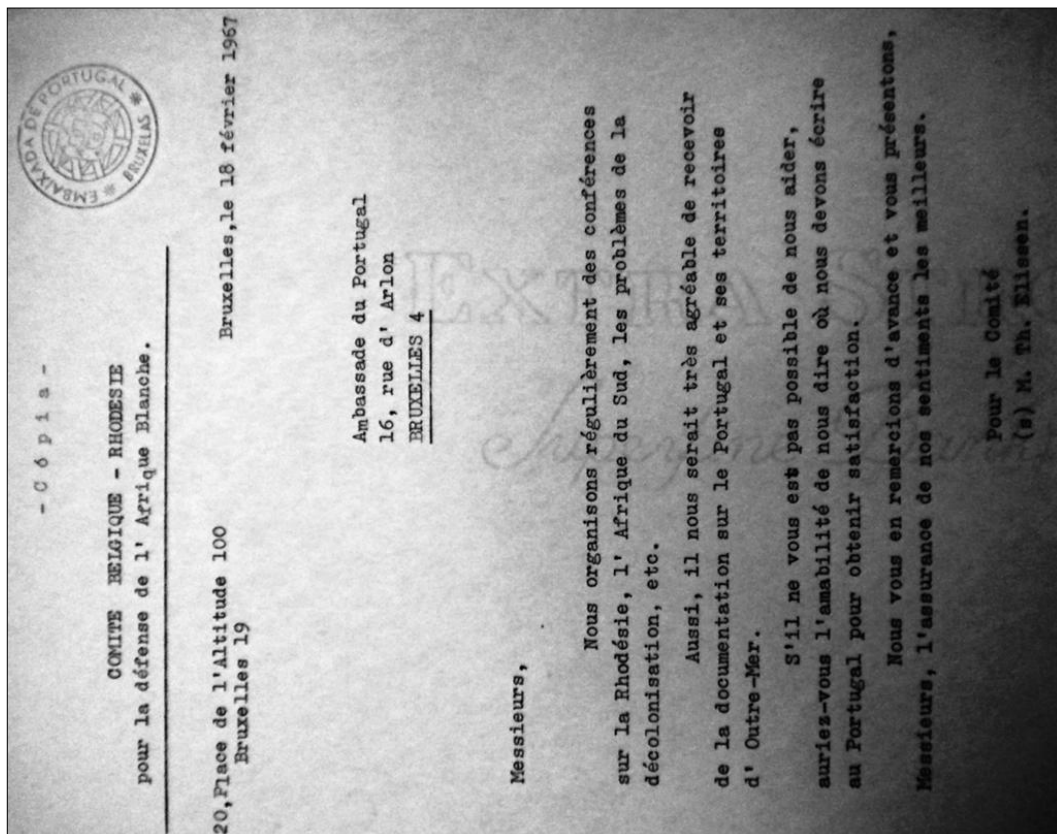 - C ó p i a -
EMBAIXADA DE PORTUGAL * BRUXELAS *
COMITE BELGIQUE - RHODESIE
pour la défense de l' Afrique Blanche.
20,Place de l'Altitude 100
Bruxelles 19
Bruxelles,le 18 février 1967
Ambassade du Portugal
16, rue d' Arlon
BRUXELLES 4
Messieurs,
Nous organisons régulièrement des conférences
sur la Rhodésie, l' Afrique du Sud, les problèmes de la
décolonisation, etc.
Aussi, il nous serait très agréable de recevoir
de la documentation sur le Portugal et ses territoires
d' Outre-Mer.
S'il ne vous est pas possible de nous aider,
auriez-vous l'amabilité de nous dire où nous devons écrire
au Portugal pour obtenir satisfaction.
Nous vous en remercions d'avance et vous présentons,
Messieurs, l'assurance de nos sentiments les meilleurs.
Pour le Comité
(s) M. Th. Elissen.
EXTRA
Superfine